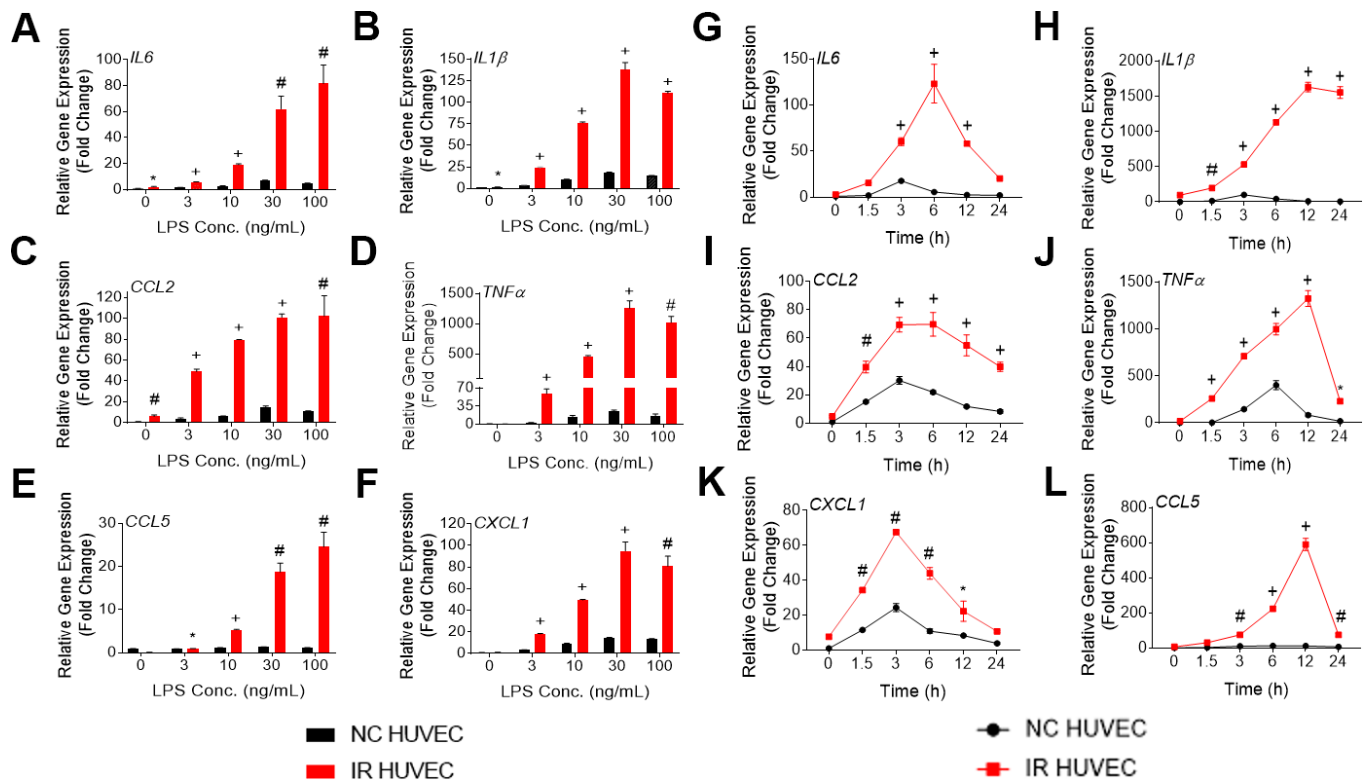 A
IL6
Relative Gene Expression
(Fold Change)
100
80
60
40
20
0
* + + # #
0 3 10 30 100
LPS Conc. (ng/mL)
B
IL1β
Relative Gene Expression
(Fold Change)
150
125
100
75
50
25
0
* + + + +
0 3 10 30 100
LPS Conc. (ng/mL)
G
IL6
Relative Gene Expression
(Fold Change)
150
100
50
0
+ + +
0 1.5 3 6 12 24
Time (h)
H
IL1β
Relative Gene Expression
(Fold Change)
2000
1500
1000
500
0
# + + + +
0 1.5 3 6 12 24
Time (h)
C
CCL2
Relative Gene Expression
(Fold Change)
120
100
80
60
40
20
0
# + + + #
0 3 10 30 100
LPS Conc. (ng/mL)
D
TNFα
Relative Gene Expression
(Fold Change)
1500
1000
500
70
35
0
+ + + #
0 3 10 30 100
LPS Conc. (ng/mL)
I
CCL2
Relative Gene Expression
(Fold Change)
100
80
60
40
20
0
# + + + +
0 1.5 3 6 12 24
Time (h)
J
TNFα
Relative Gene Expression
(Fold Change)
1500
1000
500
0
+ + + + *
0 1.5 3 6 12 24
Time (h)
E
CCL5
Relative Gene Expression
(Fold Change)
30
20
10
0
* + # #
0 3 10 30 100
LPS Conc. (ng/mL)
F
CXCL1
Relative Gene Expression
(Fold Change)
120
100
80
60
40
20
0
+ + + #
0 3 10 30 100
LPS Conc. (ng/mL)
K
CXCL1
Relative Gene Expression
(Fold Change)
80
60
40
20
0
# # # *
0 1.5 3 6 12 24
Time (h)
L
CCL5
Relative Gene Expression
(Fold Change)
800
600
400
200
0
# + + #
0 1.5 3 6 12 24
Time (h)
NC HUVEC
IR HUVEC
NC HUVEC
IR HUVEC